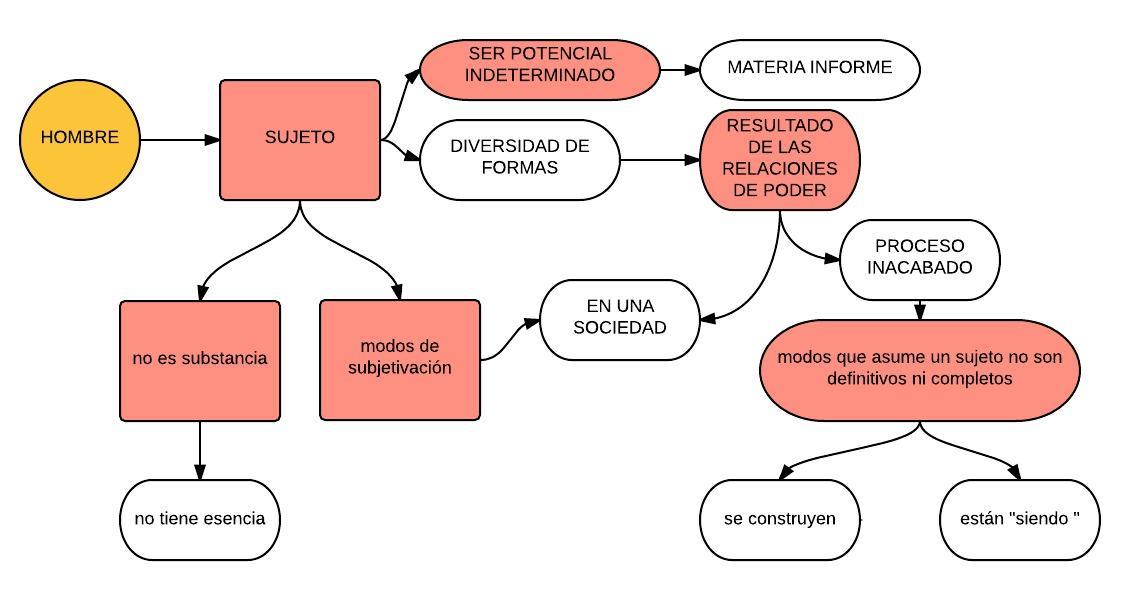 HOMBRE
SUJETO
SER POTENCIAL
INDETERMINADO
MATERIA INFORME
DIVERSIDAD DE
FORMAS
RESULTADO
DE LAS
RELACIONES
DE PODER
PROCESO
INACABADO
EN UNA
SOCIEDAD
no es substancia
modos de
subjetivación
modos que asume un sujeto no son
definitivos ni completos
no tiene esencia
se construyen
están "siendo "